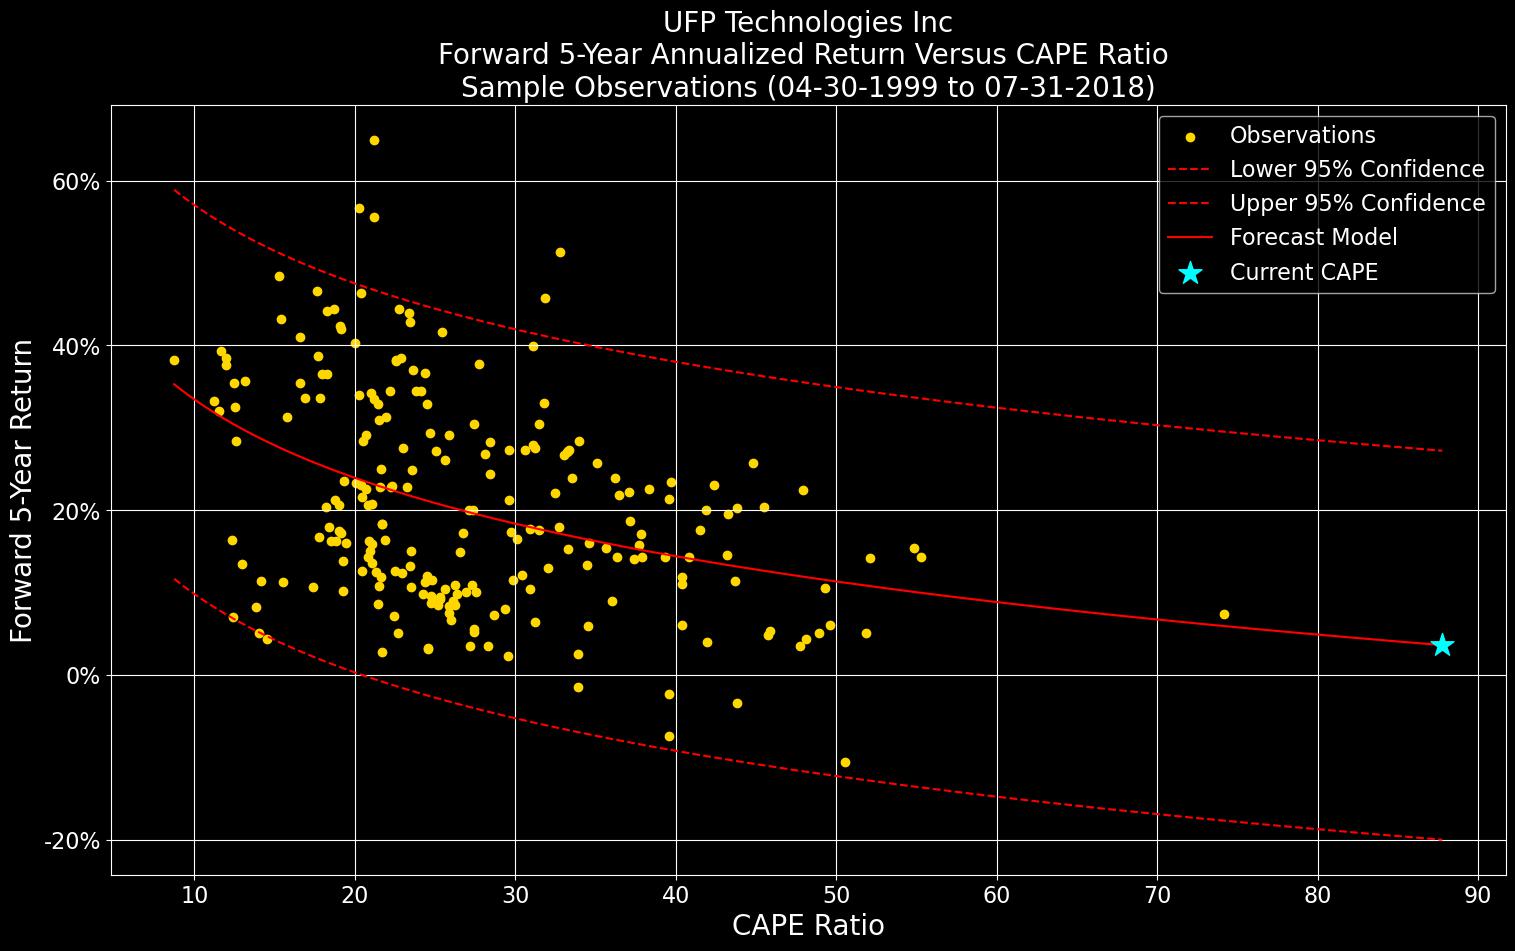 UFP Technologies Inc
Forward 5-Year Annualized Return Versus CAPE Ratio
Sample Observations (04-30-1999 to 07-31-2018)
Observations
Lower 95% Confidence
Upper 95% Confidence
Forecast Model
Current CAPE
Forward 5-Year Return
60%
40%
20%
0%
-20%
10 20 30 40 50 60 70 80 90
CAPE Ratio